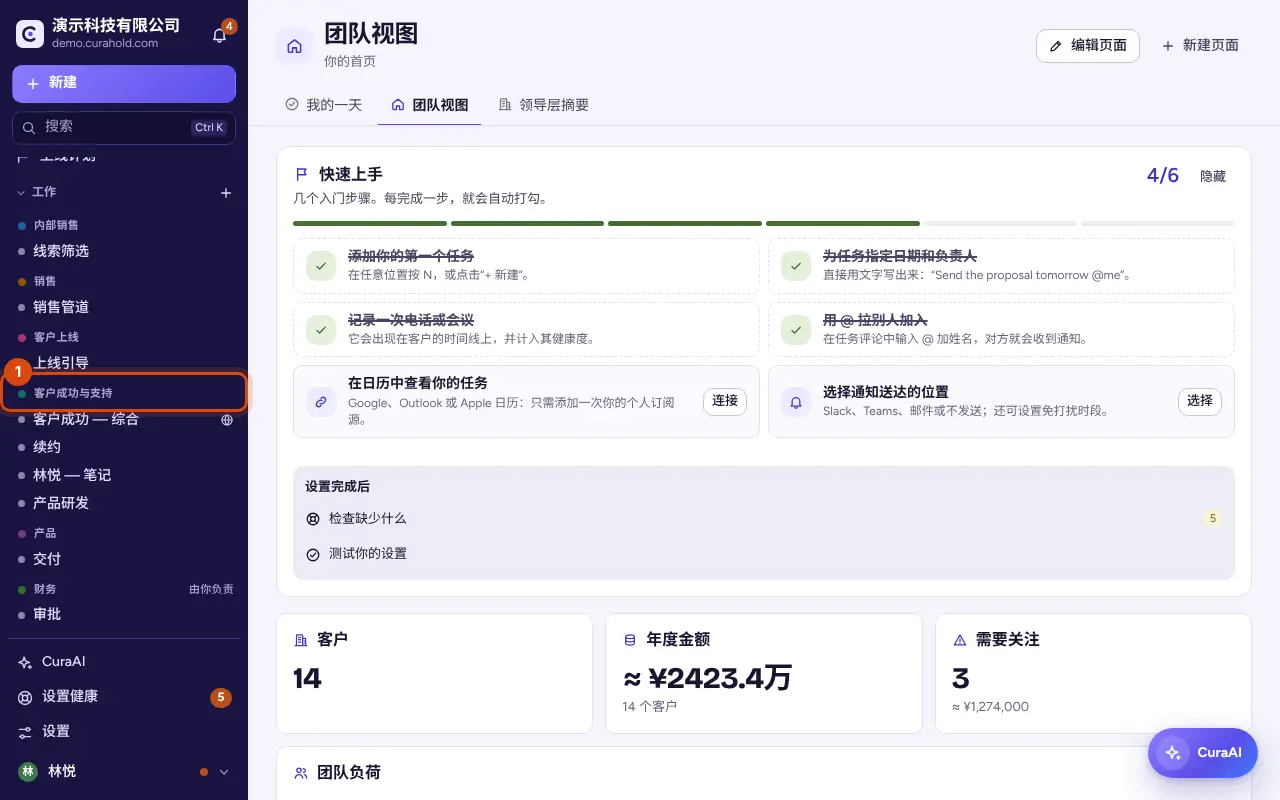 演示科技有限公司
demo.curahold.com
4
新建
搜索
Ctrl K
上线计划
工作
内部销售
线索筛选
销售
销售管道
客户上线
上线引导
1
客户成功与支持
客户成功 — 综合
续约
林悦 — 笔记
产品研发
产品
交付
财务
由你负责
审批
CuraAI
设置健康
5
设置
林
林悦
团队视图
你的首页
编辑页面
新建页面
我的一天
团队视图
领导层摘要
快速上手
4/6
隐藏
几个入门步骤。每完成一步，就会自动打勾。
添加你的第一个任务
在任意位置按 N，或点击“+ 新建”。
为任务指定日期和负责人
直接用文字写出来：“Send the proposal tomorrow @me”。
记录一次电话或会议
它会出现在客户的时间线上，并计入其健康度。
用 @ 拉别人加入
在任务评论中输入 @ 加姓名，对方就会收到通知。
在日历中查看你的任务
Google、Outlook 或 Apple 日历：只需添加一次你的个人订阅
源。
连接
选择通知送达的位置
Slack、Teams、邮件或不发送；还可设置免打扰时段。
选择
设置完成后
检查缺少什么
5
测试你的设置
客户
14
年度金额
≈ ¥2423.4万
14 个客户
需要关注
3
≈ ¥1,274,000
团队负荷
CuraAI